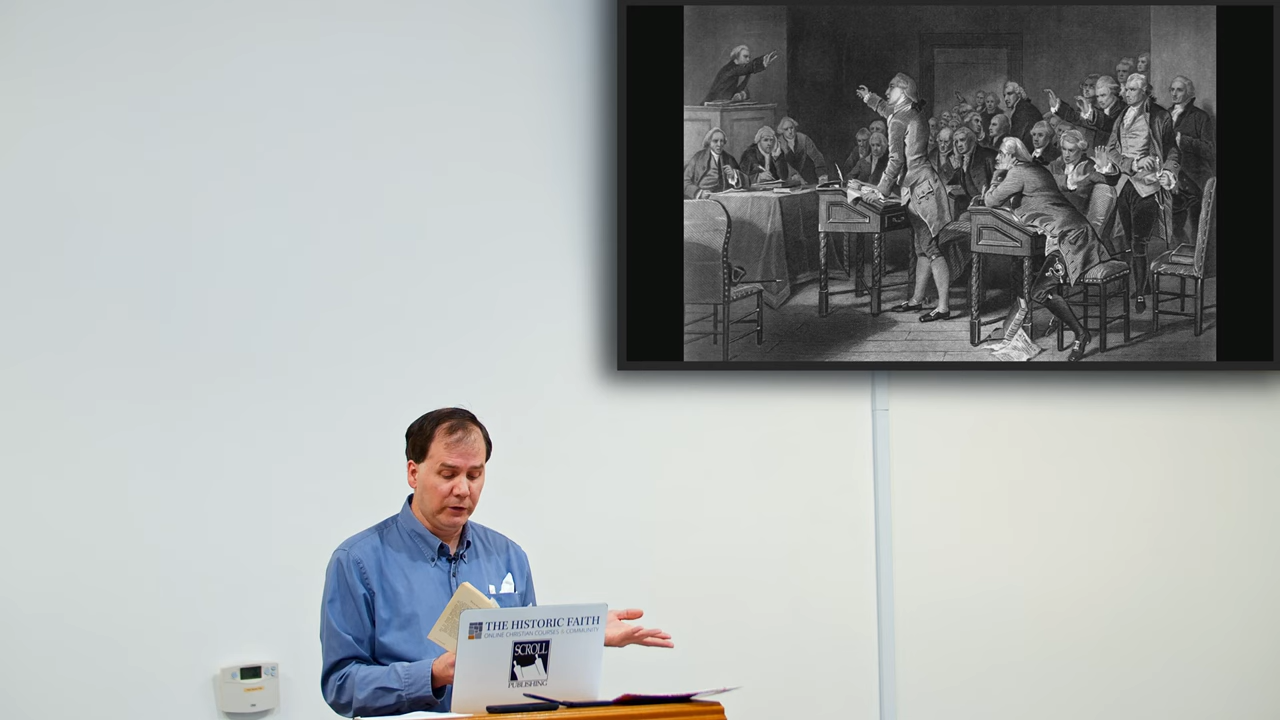 THE HISTORIC FAITH
ONLINE CHRISTIAN COURSES & COMMUNITY
SCROLL
PUBLISHING